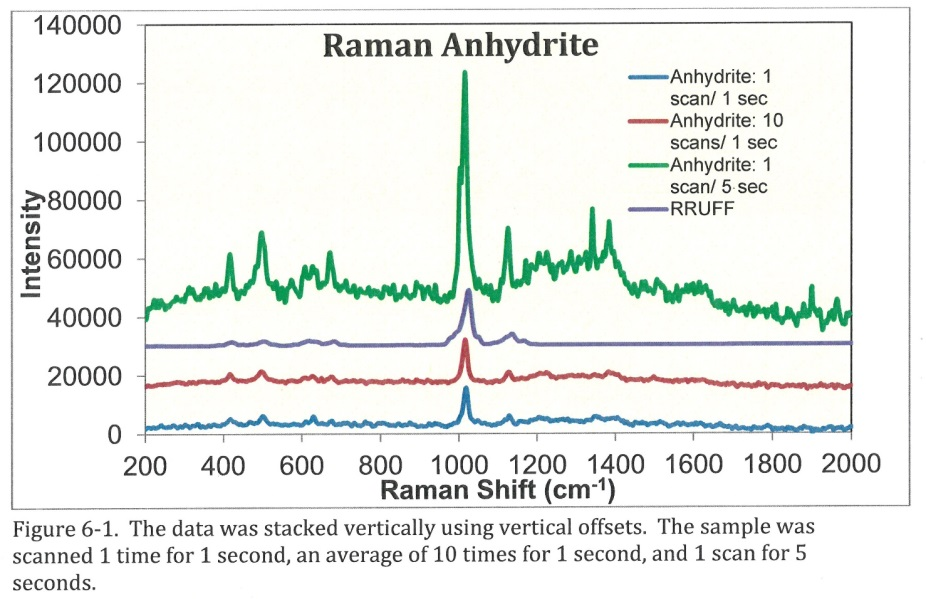 Raman Anhydrite
140000
120000
100000
80000
60000
40000
20000
0
Intensity
Anhydrite: 1
scan/ 1 sec
Anhydrite: 10
scans/ 1 sec
Anhydrite: 1
scan/ 5 sec
RRUFF
200 400 600 800 1000 1200 1400 1600 1800 2000
Raman Shift (cm-1)
Figure 6-1. The data was stacked vertically using vertical offsets. The sample was
scanned 1 time for 1 second, an average of 10 times for 1 second, and 1 scan for 5
seconds.